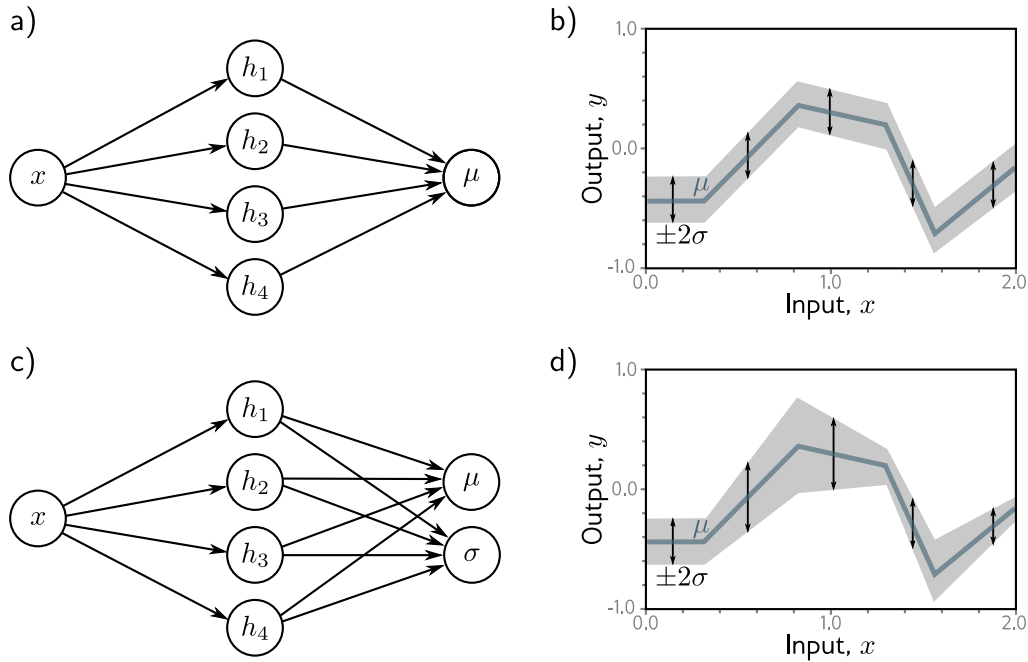 a)
x
h₁
h₂
h₃
h₄
μ
b)
1.0
0.0
-1.0
Output, y
μ
±2σ
0.0
1.0
2.0
Input, x
c)
x
h₁
h₂
h₃
h₄
μ
σ
d)
1.0
0.0
-1.0
Output, y
μ
±2σ
0.0
1.0
2.0
Input, x